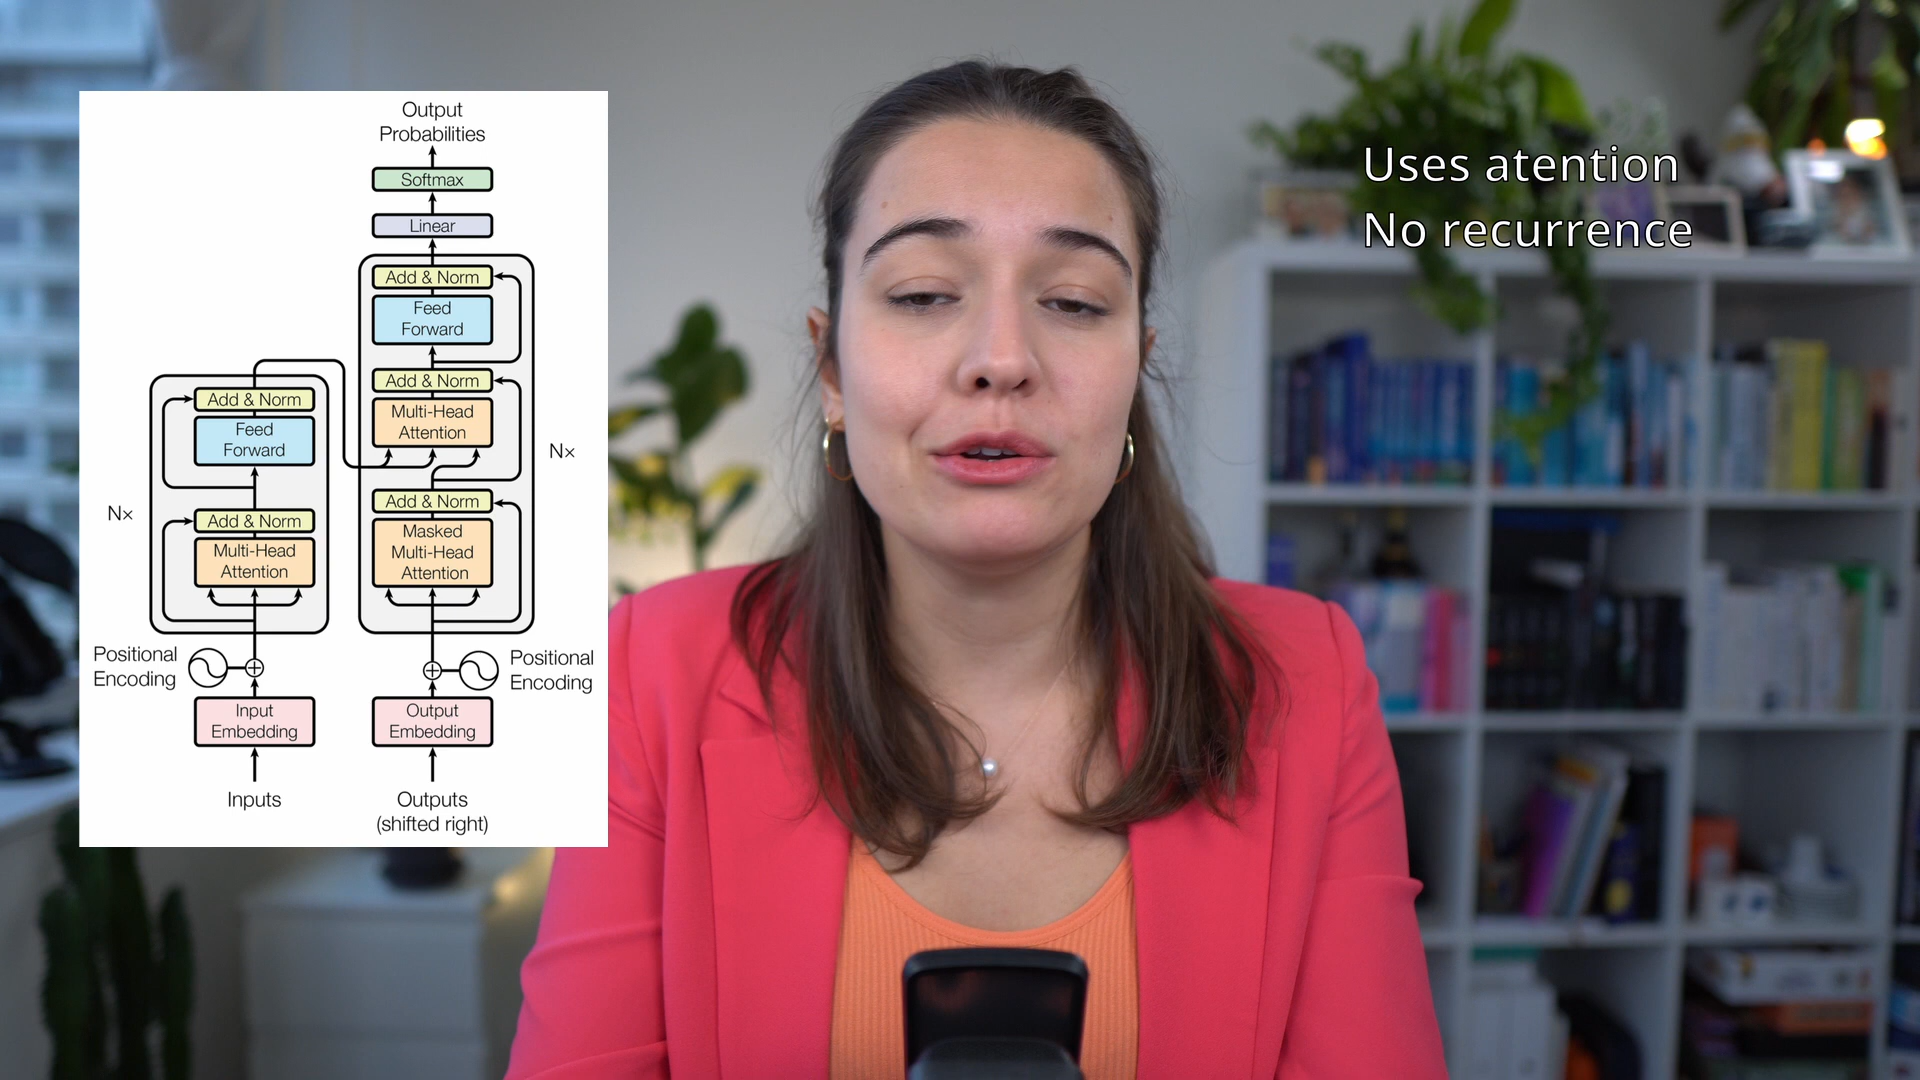 Output
Probabilities
Softmax
Linear
Add & Norm
Feed
Forward
Add & Norm
Multi-Head
Attention
Add & Norm
Masked
Multi-Head
Attention
Nx
Add & Norm
Feed
Forward
Add & Norm
Multi-Head
Attention
Nx
Positional
Encoding
Positional
Encoding
Input
Embedding
Output
Embedding
Inputs
Outputs
(shifted right)
Uses atention
No recurrence